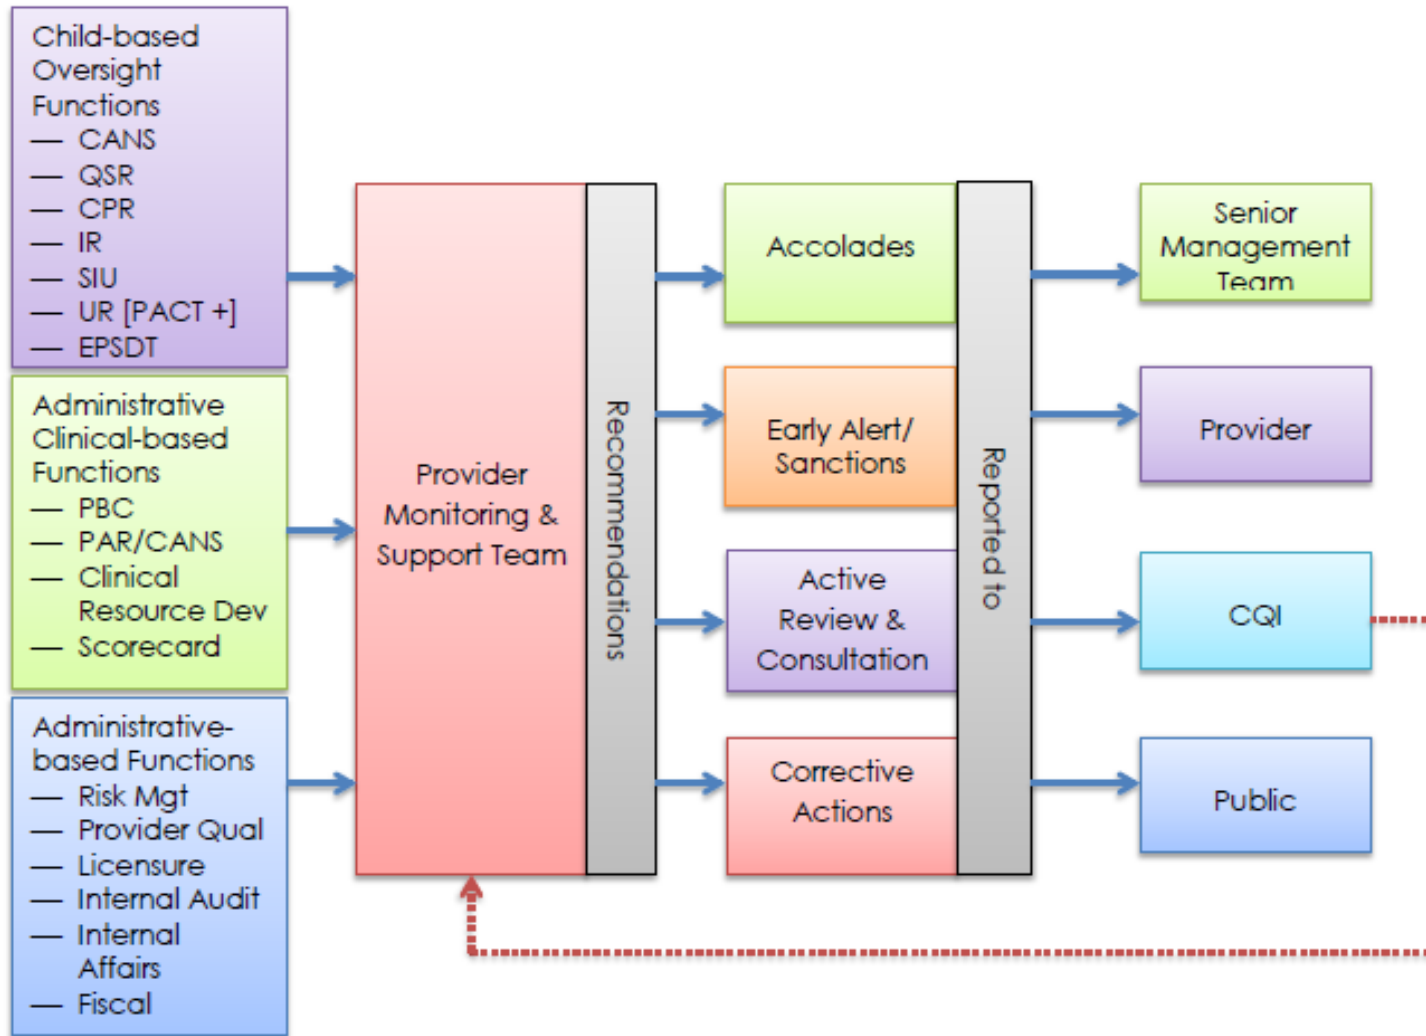 Child-based
Oversight
Functions
— CANS
— QSR
— CPR
— IR
— SIU
— UR [PACT +]
— EPSDT
Administrative
Clinical-based
Functions
— PBC
— PAR/CANS
— Clinical
Resource Dev
— Scorecard
Administrative-
based Functions
— Risk Mgt
— Provider Qual
— Licensure
— Internal Audit
— Internal
Affairs
— Fiscal
Provider
Monitoring &
Support Team
Recommendations
Accolades
Early Alert/
Sanctions
Active
Review &
Consultation
Corrective
Actions
Reported to
Senior
Management
Team
Provider
CQI
Public